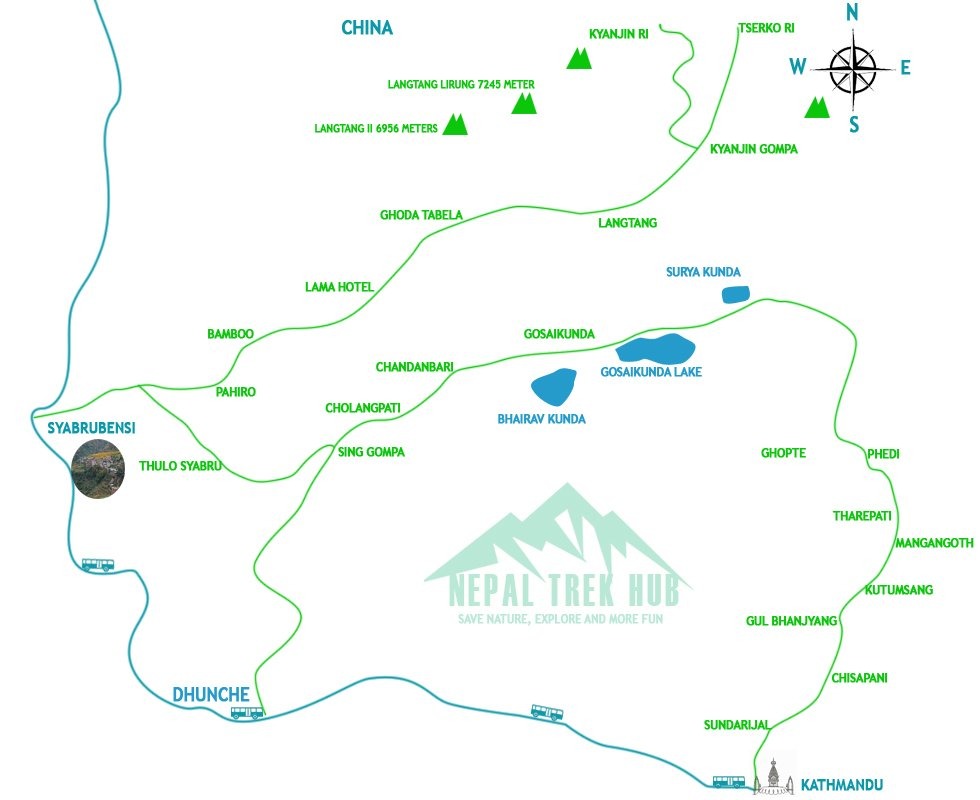 CHINA
N
KYANJIN RI
TSERKO RI
W
E
LANGTANG LIRUNG 7245 METER
LANGTANG II 6956 METERS
S
KYANJIN GOMPA
GHODA TABELA
LANGTANG
SURYA KUNDA
LAMA HOTEL
BAMBOO
GOSAIKUNDA
CHANDANBARI
GOSAIKUNDA LAKE
PAHIRO
CHOLANGPATI
BHAIRAV KUNDA
SYABRUBENSI
SING GOMPA
GHOPTE
PHEDI
THULO SYABRU
THAREPATI
MANGANGOTH
NEPAL TREK HUB
KUTUMSANG
SAVE NATURE, EXPLORE AND MORE FUN
GUL BHANJYANG
CHISAPANI
DHUNCHE
SUNDARIJAL
KATHMANDU